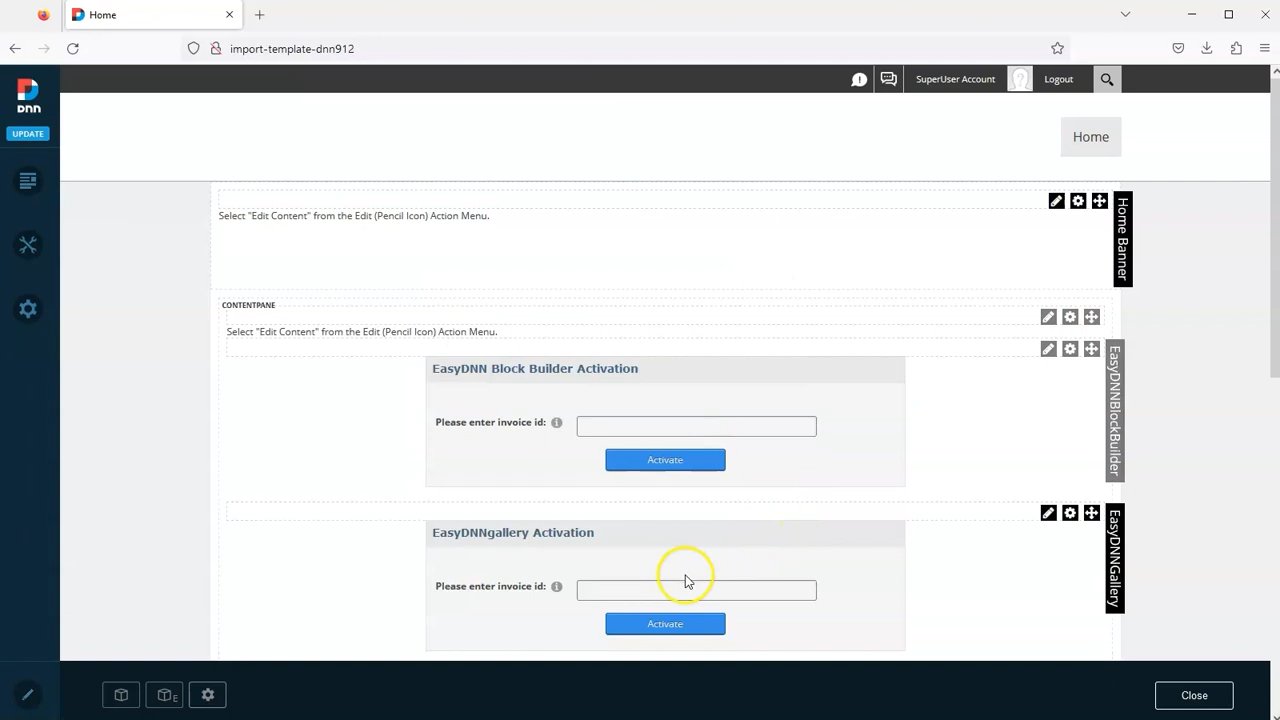 Home
import-template-dnn912
DNN
UPDATE
SuperUser Account
Logout
Home
Select "Edit Content" from the Edit (Pencil Icon) Action Menu.
Home Banner
CONTENTPANE
Select "Edit Content" from the Edit (Pencil Icon) Action Menu.
EasyDNN Block Builder Activation
Please enter invoice id:
Activate
EasyDNNBlockBuilder
EasyDNNgallery Activation
Please enter invoice id:
Activate
EasyDNNGallery
E
Close